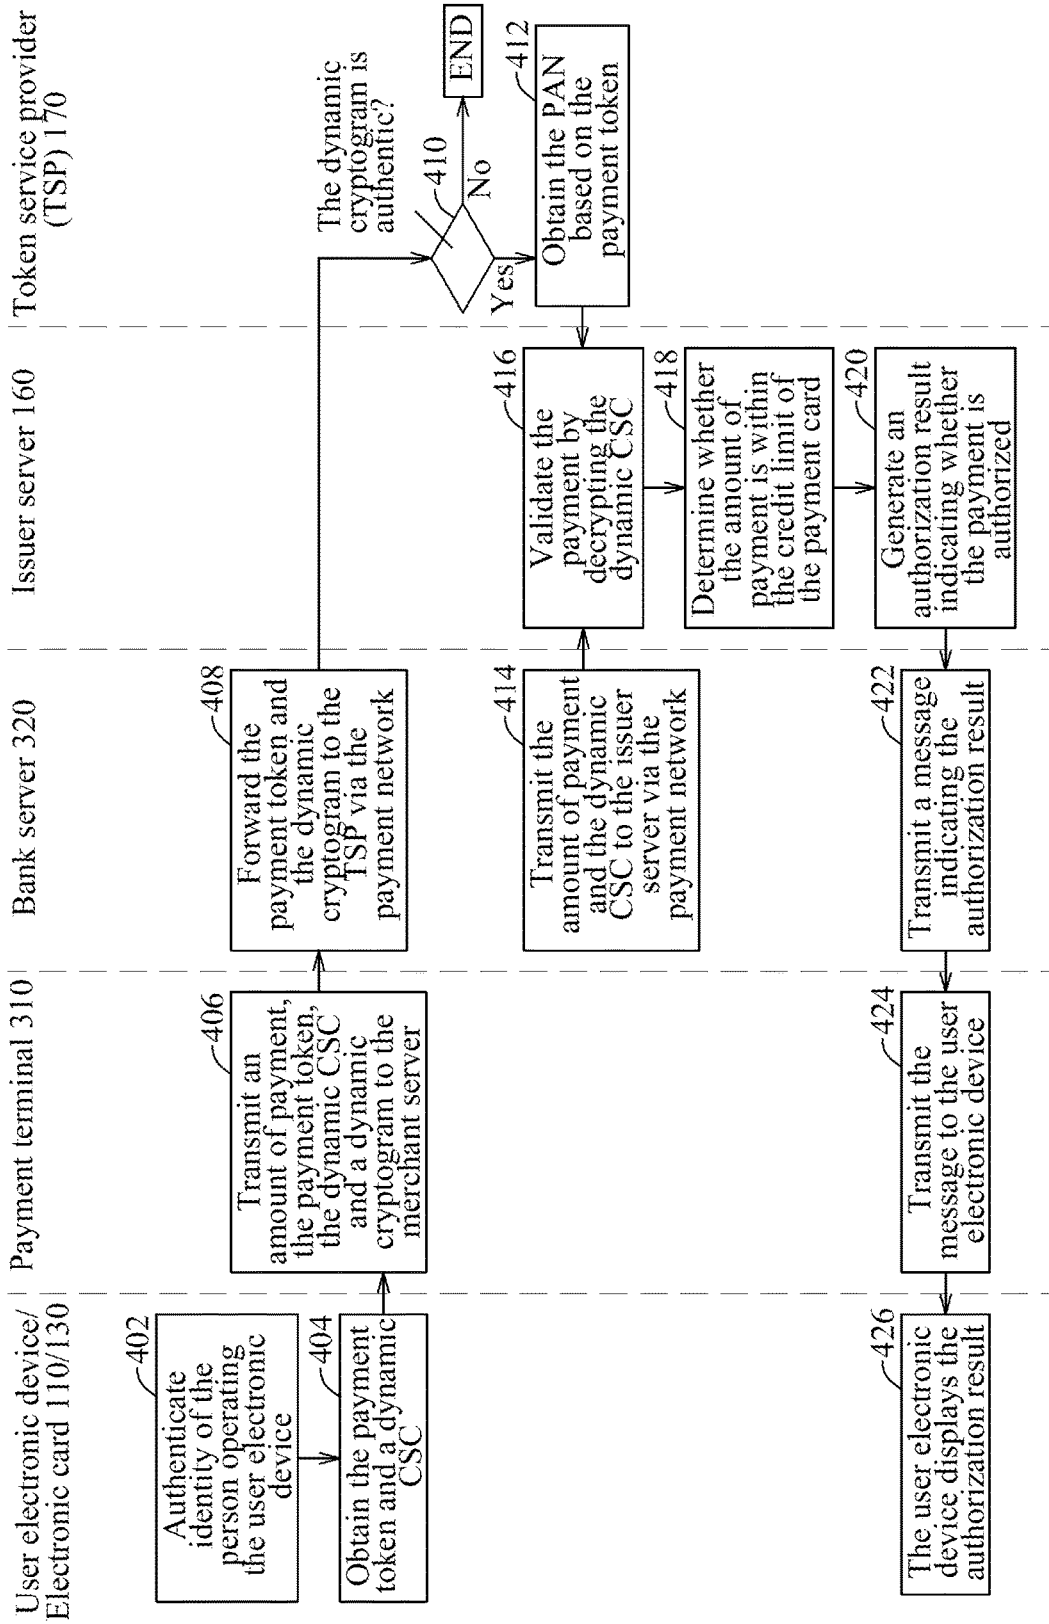 User electronic device/
Electronic card 110/130
Payment terminal 310
Bank server 320
Issuer server 160
Token service provider
(TSP) 170
402
Authenticate
identity of the
person operating
the user electronic
device
404
Obtain the payment
token and a dynamic
CSC
406
Transmit an
amount of payment,
the payment token,
the dynamic CSC
and a dynamic
cryptogram to the
merchant server
408
Forward the
payment token and
the dynamic
cryptogram to the
TSP via the
payment network
The dynamic
cryptogram is
authentic?
410
No
END
Yes
412
Obtain the PAN
based on the
payment token
414
Transmit the
amount of payment
and the dynamic
CSC to the issuer
server via the
payment network
416
Validate the
payment by
decrypting the
dynamic CSC
418
Determine whether
the amount of
payment is within
the credit limit of
the payment card
420
Generate an
authorization result
indicating whether
the payment is
authorized
422
Transmit a message
indicating the
authorization result
424
Transmit the
message to the user
electronic device
426
The user electronic
device displays the
authorization result